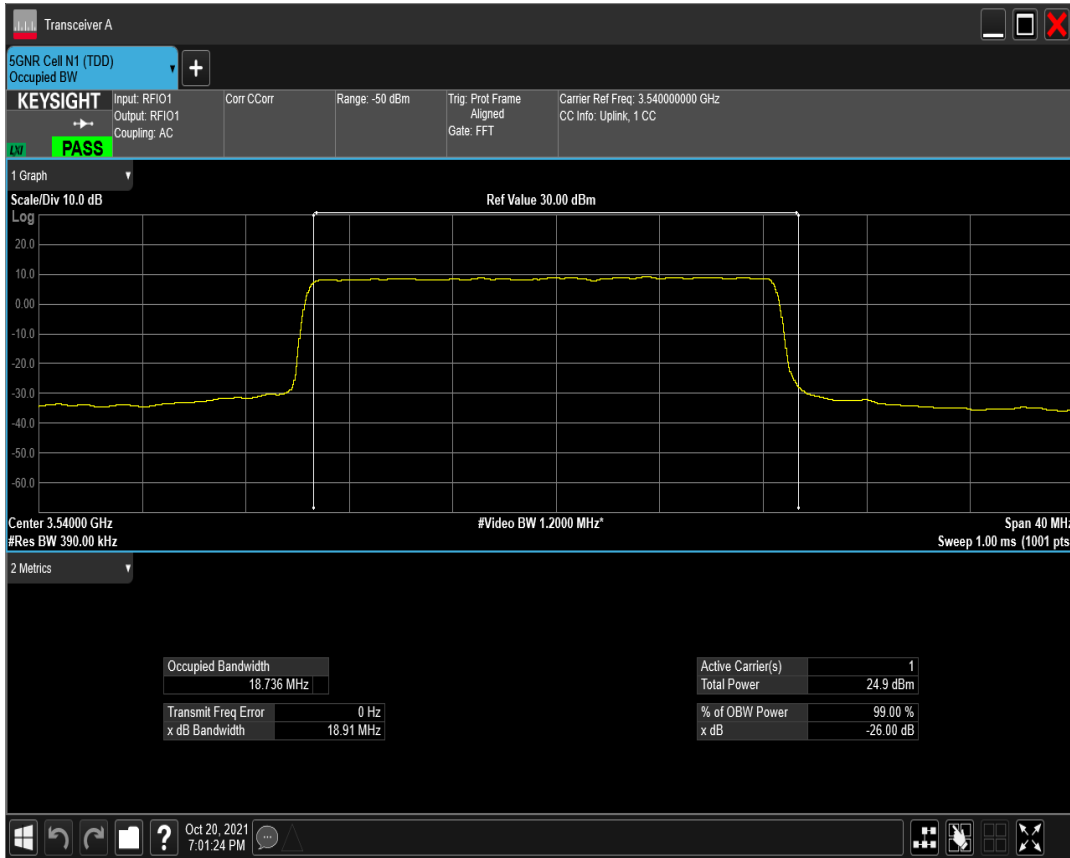 Transceiver A
5GNR Cell N1 (TDD)
Occupied BW
+
KEYSIGHT
LXI
PASS
Input: RFIO1
Output: RFIO1
Coupling: AC
Corr CCorr
Range: -50 dBm
Trig: Prot Frame
Aligned
Gate: FFT
Carrier Ref Freq: 3.540000000 GHz
CC Info: Uplink, 1 CC
1 Graph
Scale/Div 10.0 dB
Ref Value 30.00 dBm
Log
20.0
10.0
0.00
-10.0
-20.0
-30.0
-40.0
-50.0
-60.0
Center 3.54000 GHz
#Video BW 1.2000 MHz*
Span 40 MHz
#Res BW 390.00 kHz
Sweep 1.00 ms (1001 pts
2 Metrics
Occupied Bandwidth
18.736 MHz
Transmit Freq Error 0 Hz
x dB Bandwidth 18.91 MHz
Active Carrier(s) 1
Total Power 24.9 dBm
% of OBW Power 99.00 %
x dB -26.00 dB
?
Oct 20, 2021
7:01:24 PM